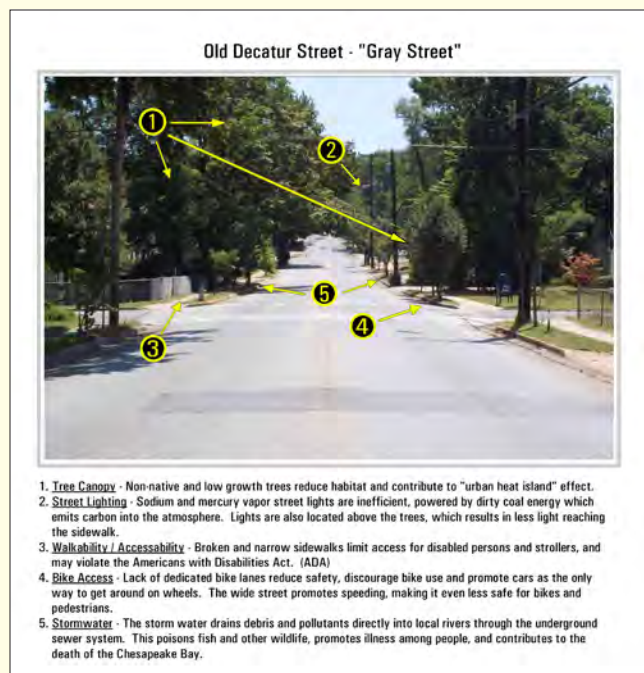 Old Decatur Street - "Gray Street"
1
2
5
4
3
1. Tree Canopy - Non-native and low growth trees reduce habitat and contribute to "urban heat island" effect.
2. Street Lighting - Sodium and mercury vapor street lights are inefficient, powered by dirty coal energy which
emits carbon into the atmosphere. Lights are also located above the trees, which results in less light reaching
the sidewalk.
3. Walkability / Accessability - Broken and narrow sidewalks limit access for disabled persons and strollers, and
may violate the Americans with Disabilities Act. (ADA)
4. Bike Access - Lack of dedicated bike lanes reduce safety, discourage bike use and promote cars as the only
way to get around on wheels. The wide street promotes speeding, making it even less safe for bikes and
pedestrians.
5. Stormwater - The storm water drains debris and pollutants directly into local rivers through the underground
sewer system. This poisons fish and other wildlife, promotes illness among people, and contributes to the
death of the Chesapeake Bay.